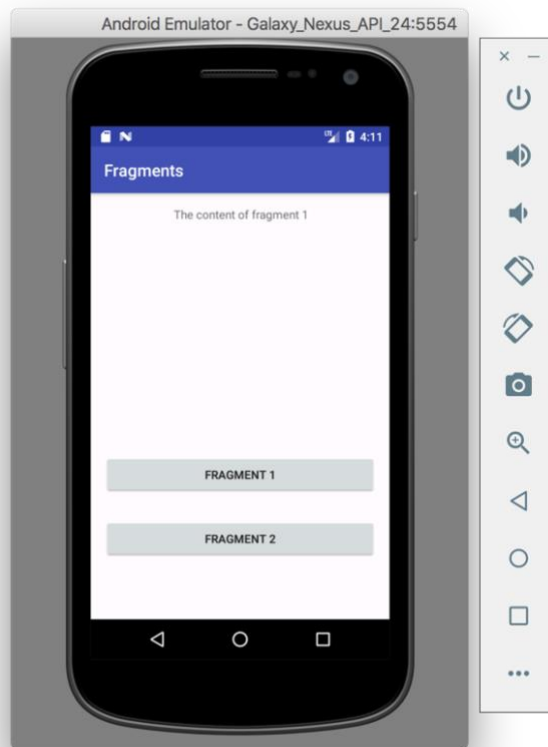 Android Emulator - Galaxy_Nexus_API_24:5554
4:11
Fragments
The content of fragment 1
FRAGMENT 1
FRAGMENT 2